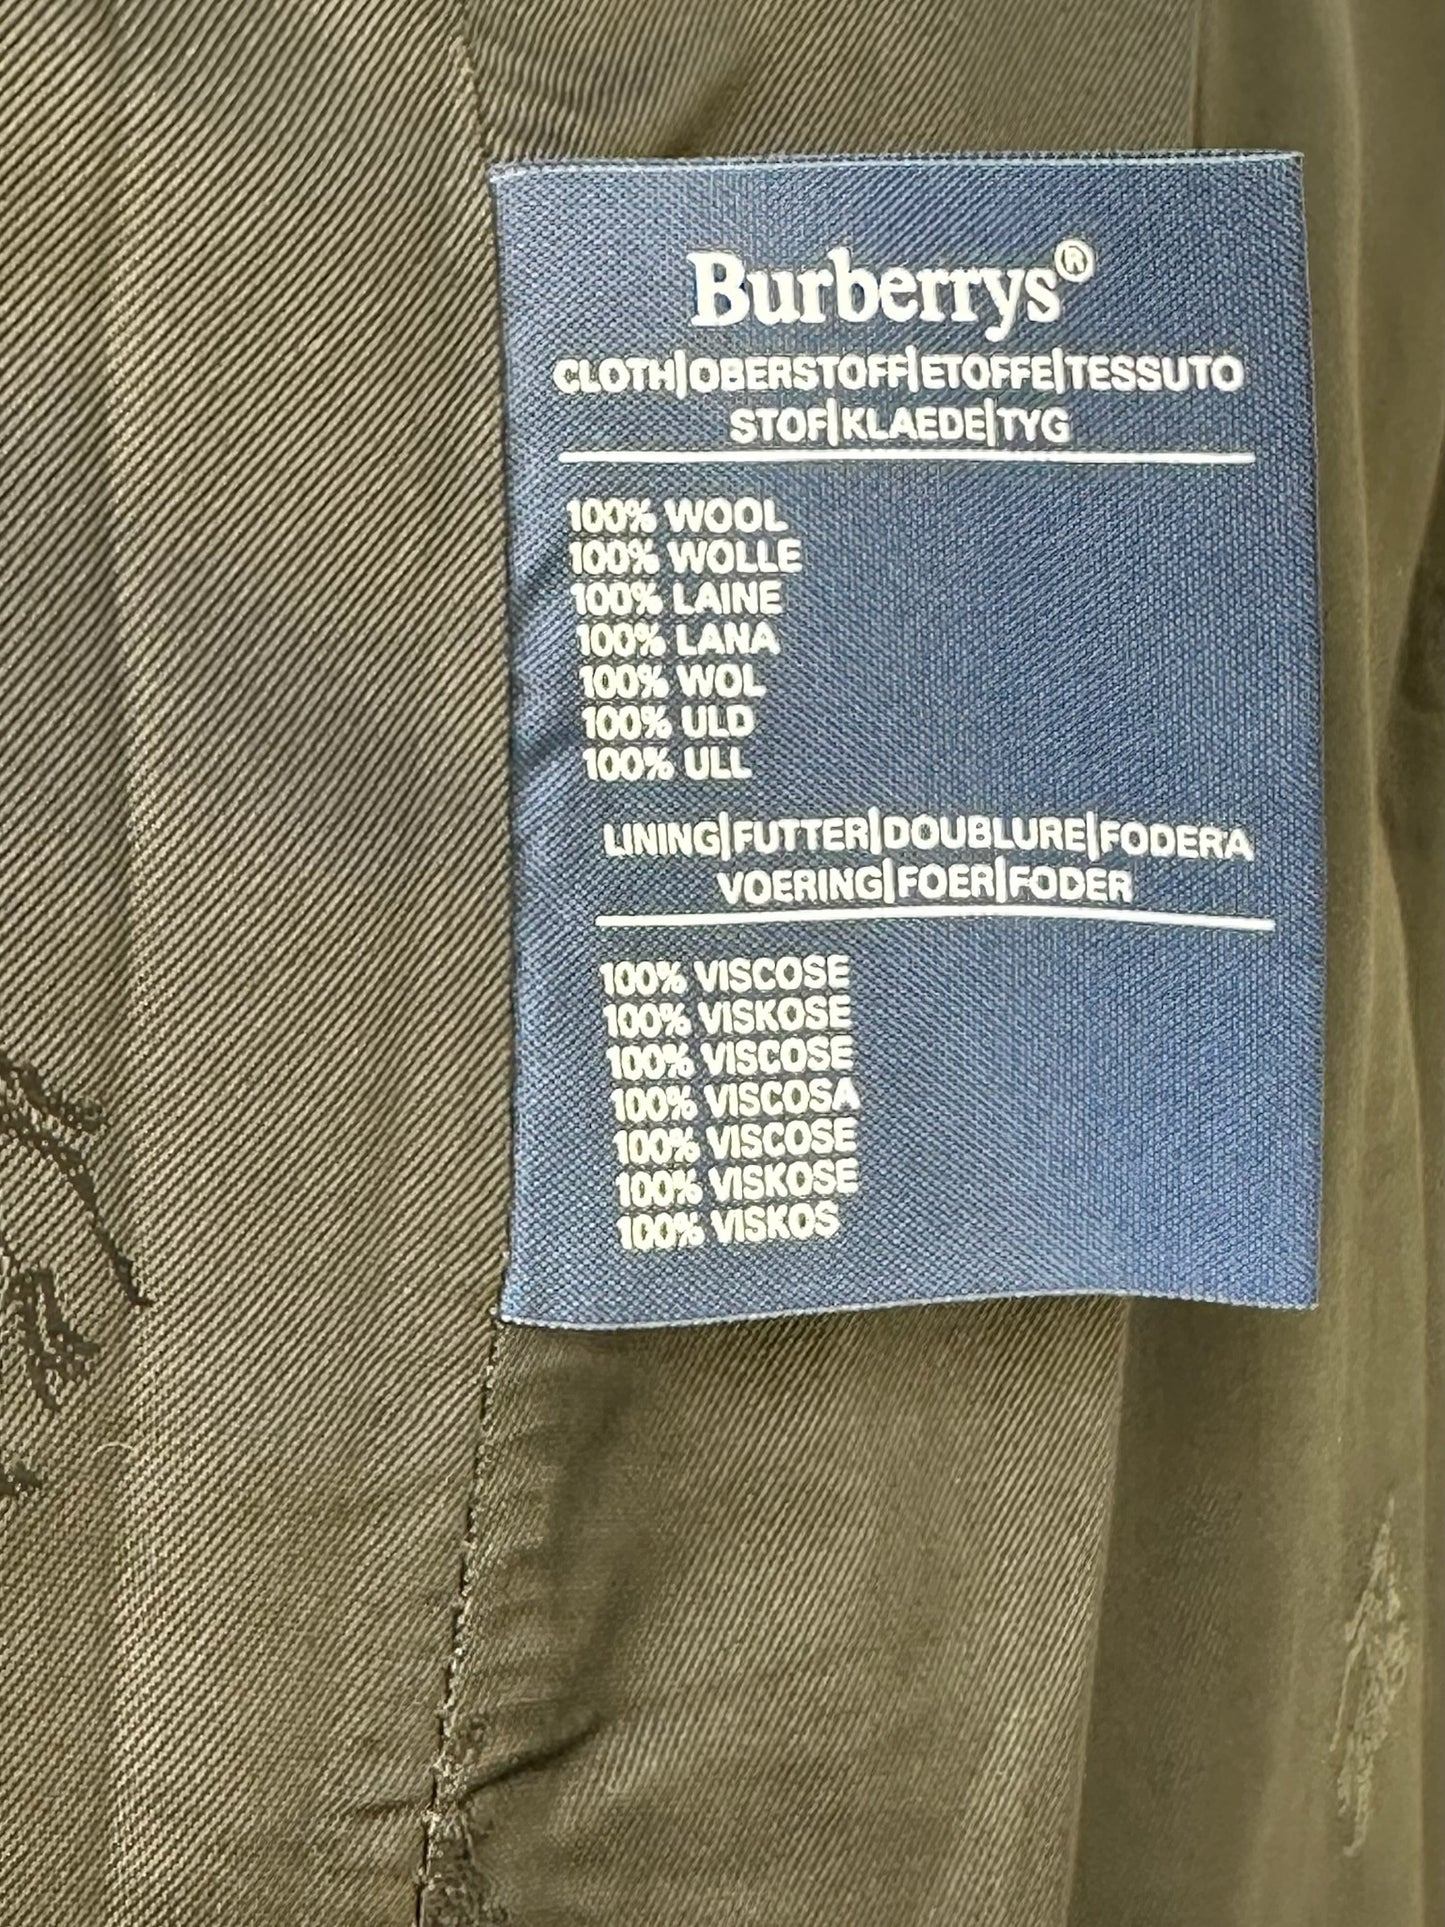 Burberrys®
CLOTH|OBERSTOFF|ETOFFE|TESSUTO
STOF|KLAEDE|TYG
100% WOOL
100% WOLLE
100% LAINE
100% LANA
100% WOL
100% ULD
100% ULL
LINING|FUTTER|DOUBLURE|FODERA
VOERING|FOER|FODER
100% VISCOSE
100% VISKOSE
100% VISCOSE
100% VISCOSA
100% VISCOSE
100% VISKOSE
100% VISKOS